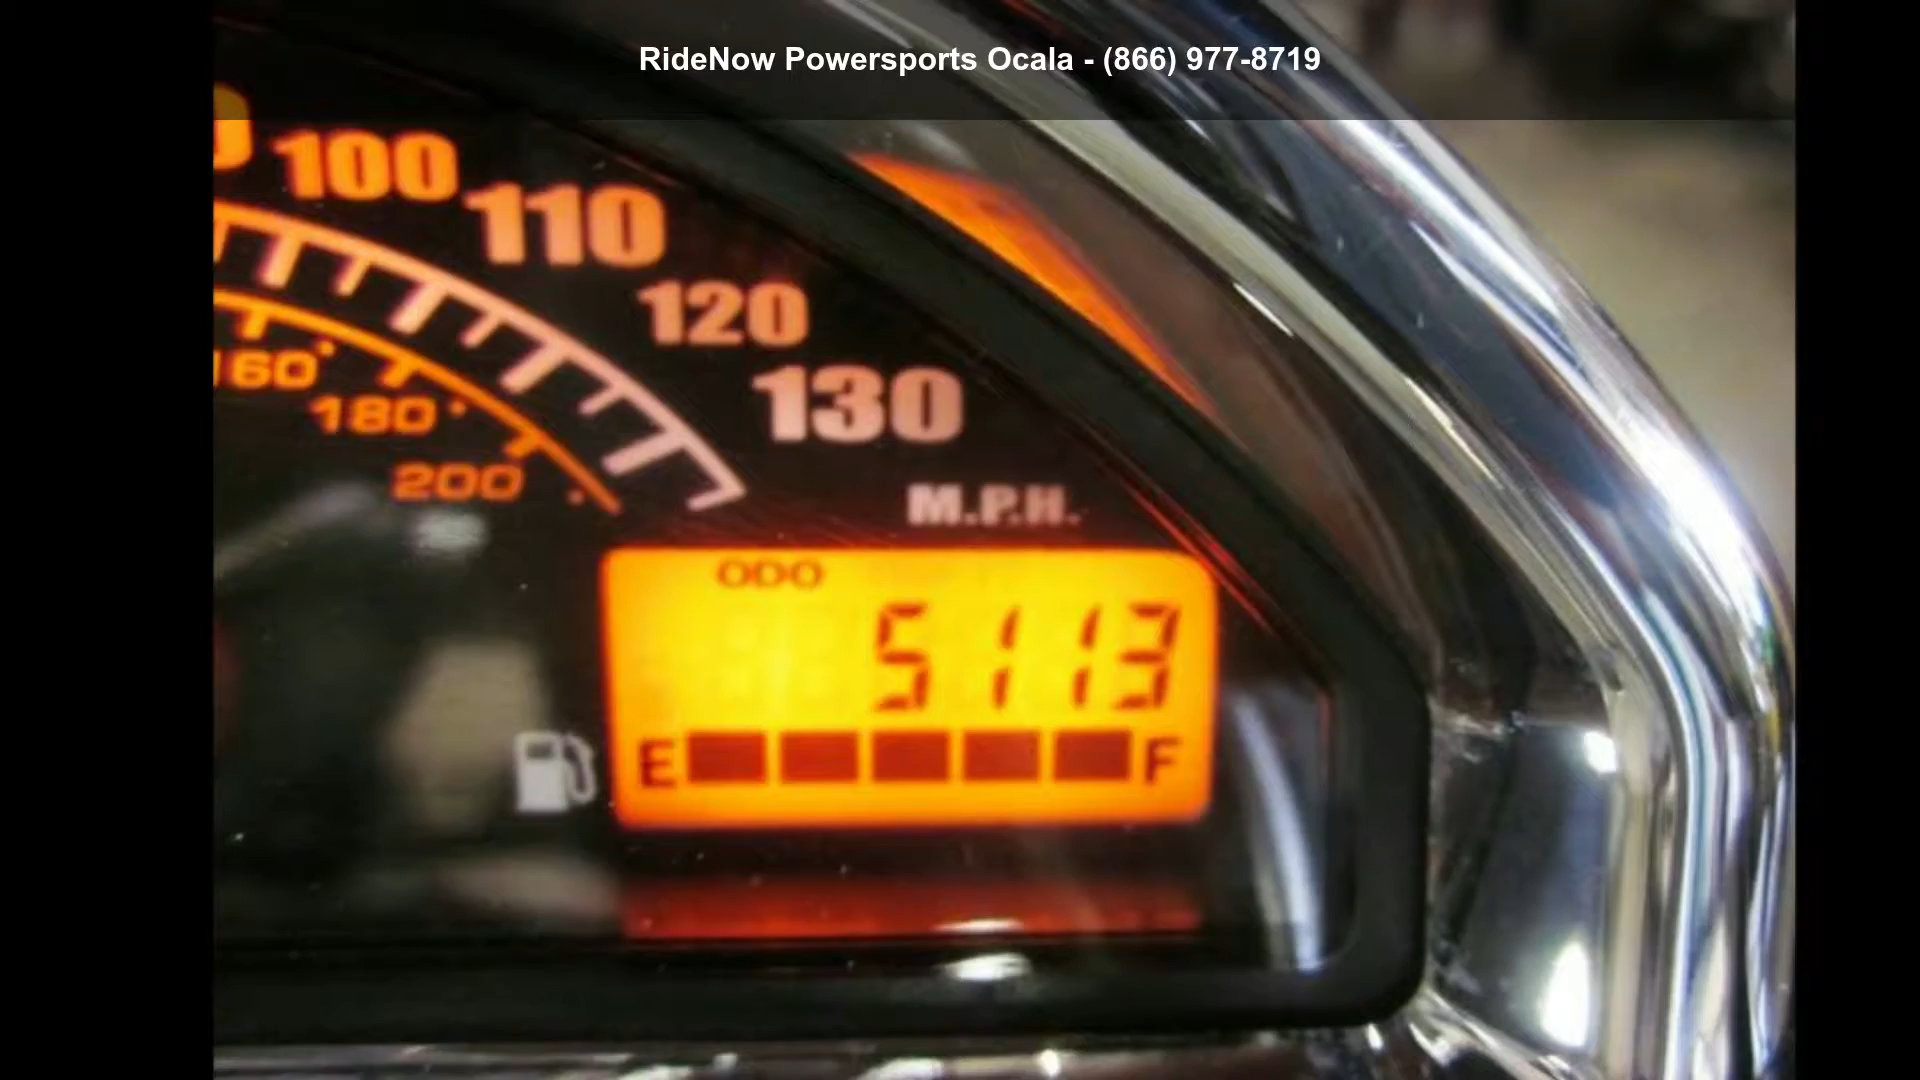 RideNow Powersports Ocala - (866) 977-8719
100
110
120
130
160
180
200
M.P.H.
ODO
5113
E F